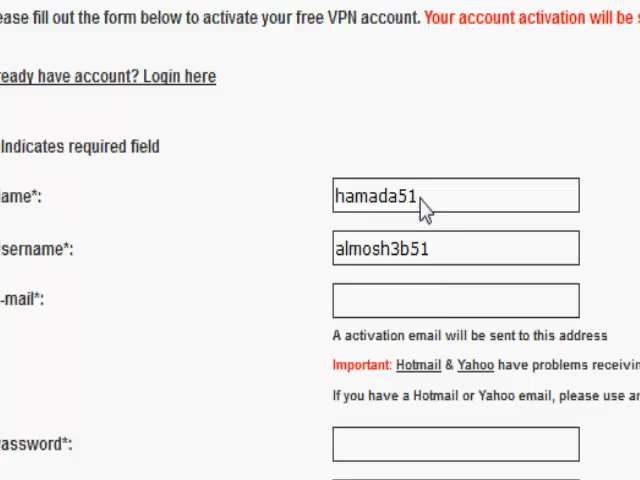 ease fill out the form below to activate your free VPN account. Your account activation will be
ready have account? Login here
Indicates required field
ame*:
hamada51
sername*:
almosh3b51
-mail*:
A activation email will be sent to this address
Important: Hotmail & Yahoo have problems receivin
If you have a Hotmail or Yahoo email, please use an
assword*: